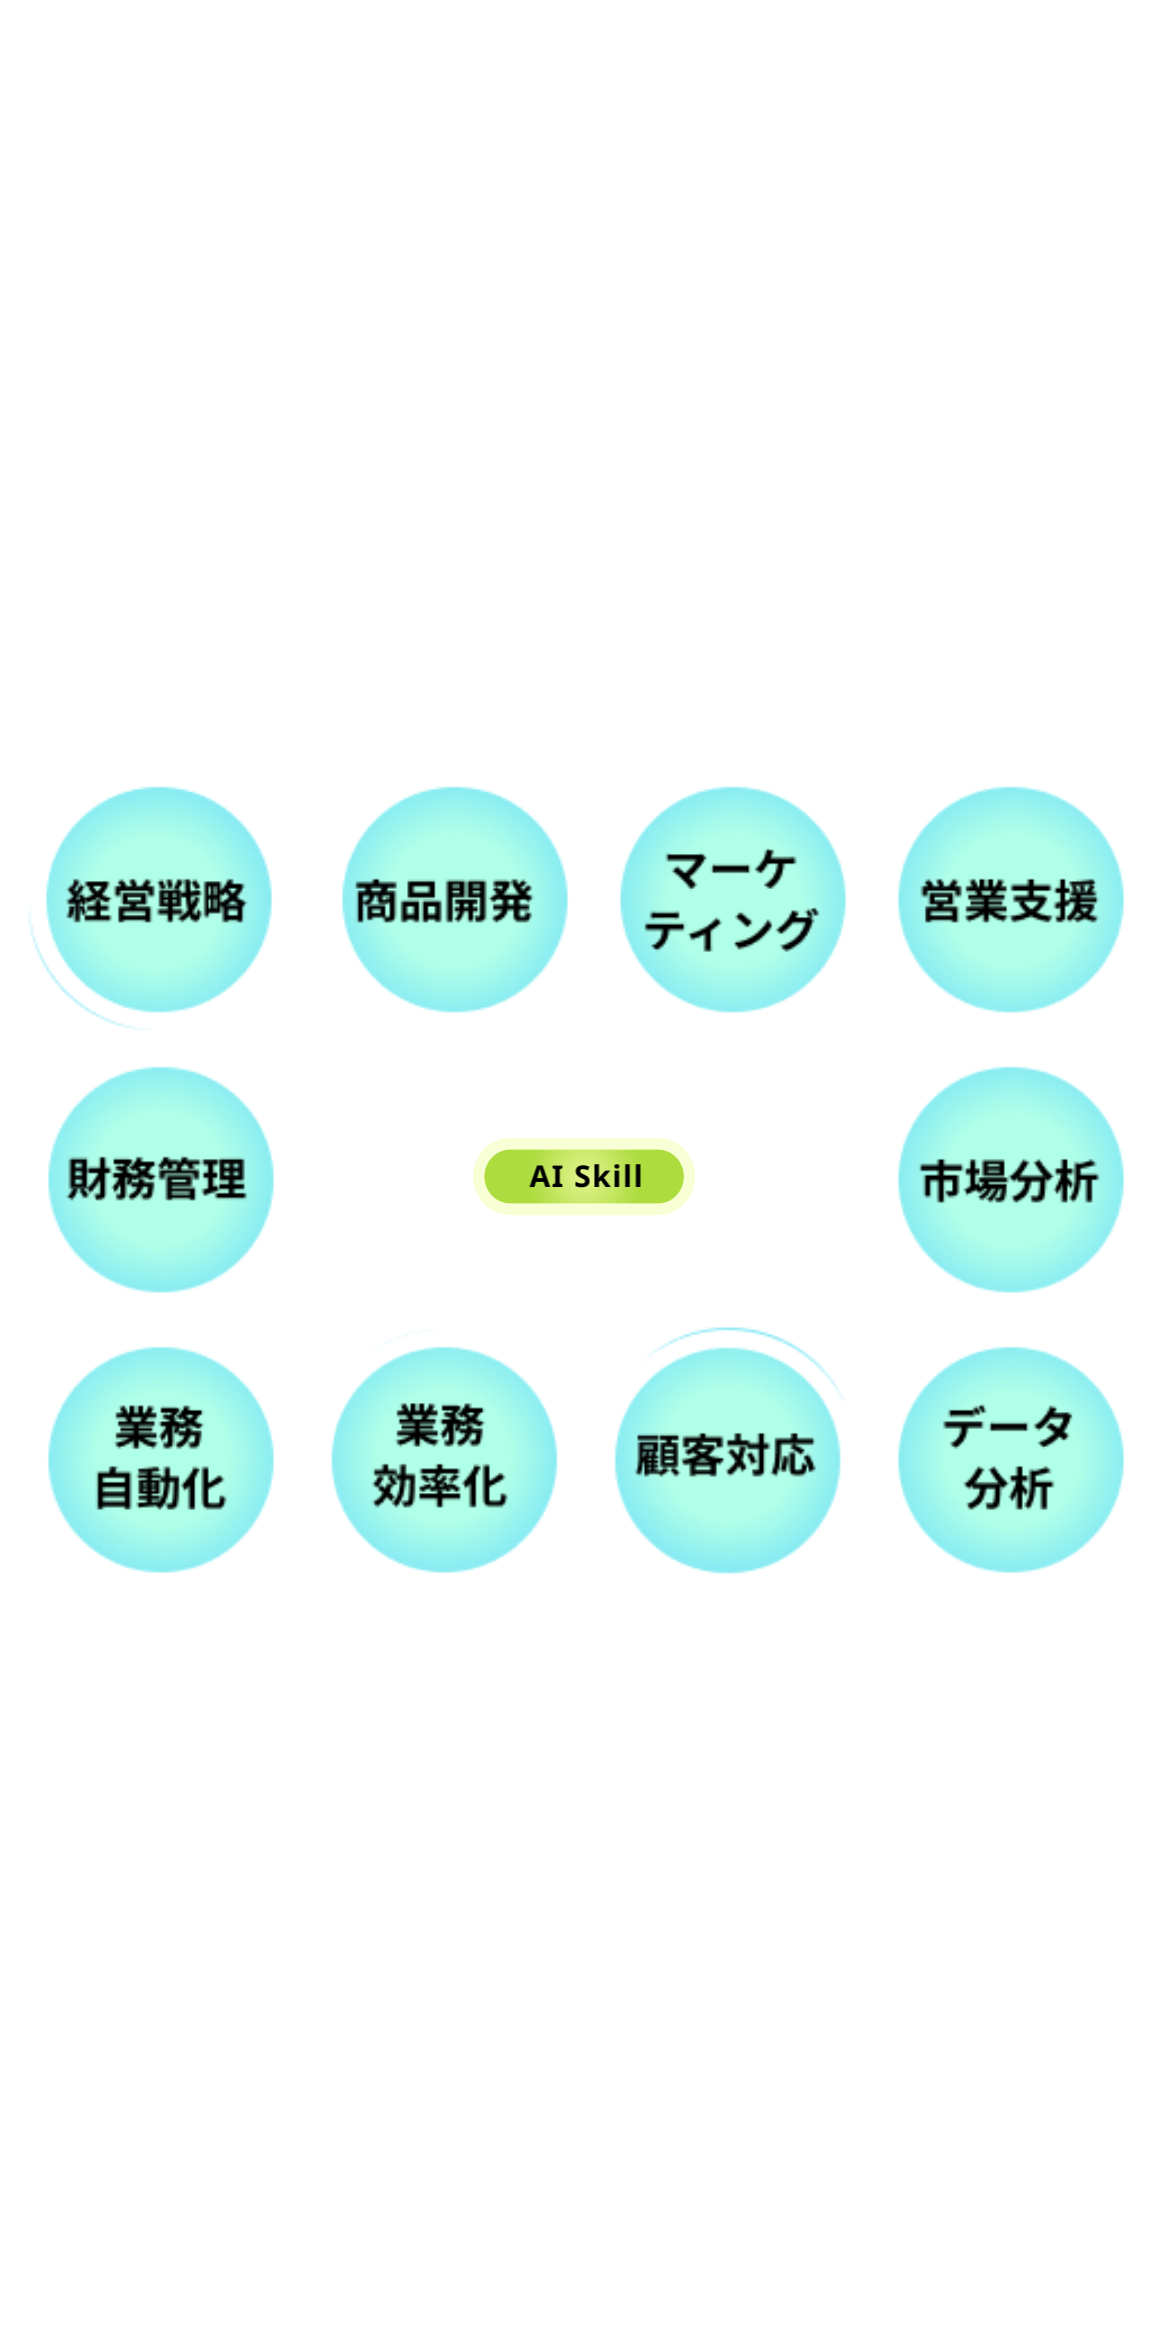 経営戦略
商品開発
マーケ
ティング
営業支援
財務管理
AI Skill
市場分析
業務
自動化
業務
効率化
顧客対応
データ
分析